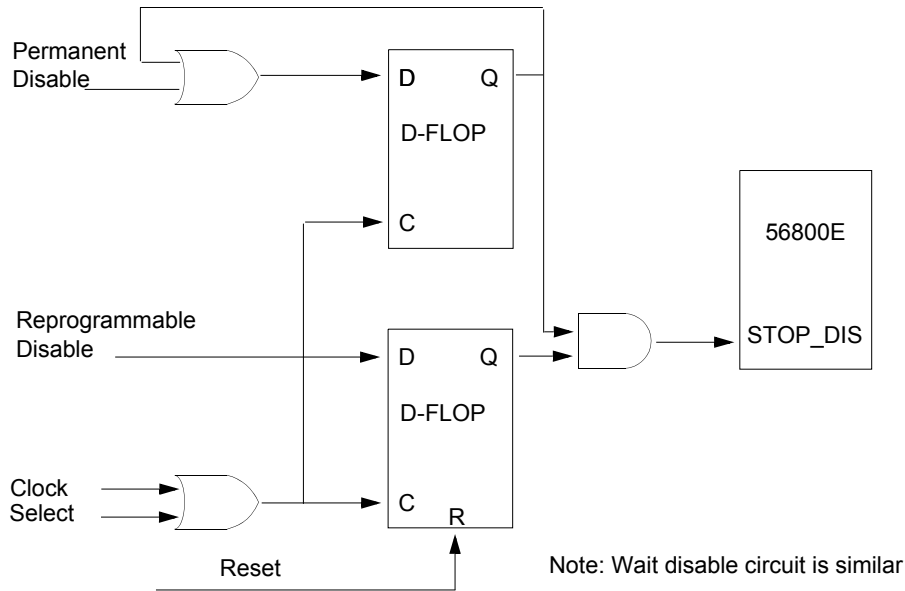 Permanent
Disable
D Q
D-FLOP
C
56800E
STOP_DIS
Reprogrammable
Disable
D Q
D-FLOP
C
R
Clock
Select
Reset
Note: Wait disable circuit is similar